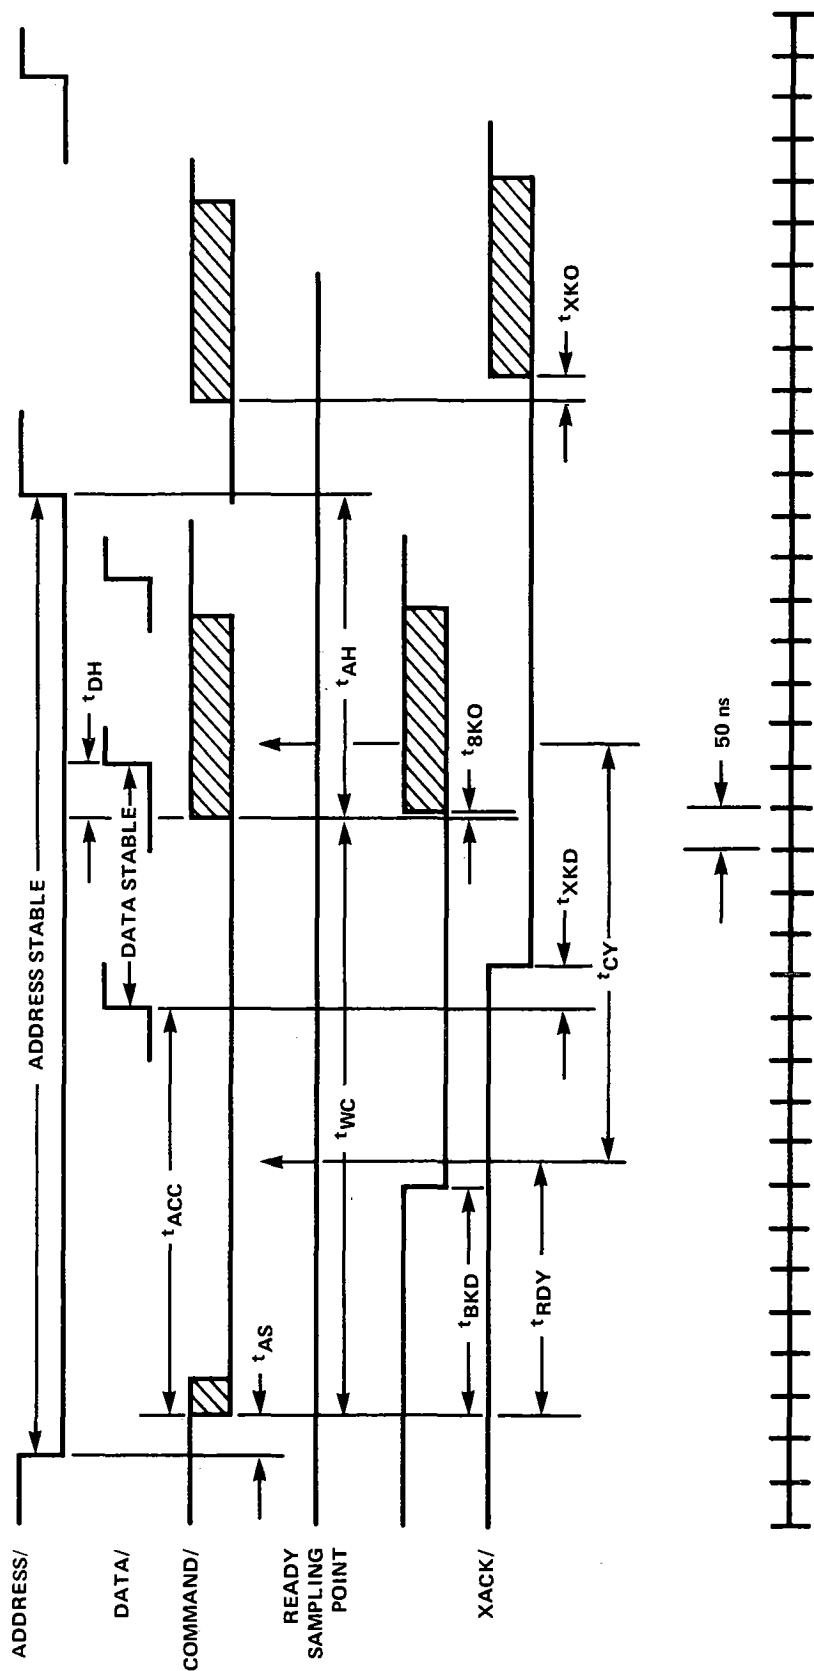 ADDRESS/
ADDRESS STABLE
tDH
DATA/
DATA STABLE
COMMAND/
tACC
tAS
READY
SAMPLING
POINT
tWC
tAH
tBKD
t8KO
XACK/
tRDY
tXKD
tXKO
tCY
50 ns